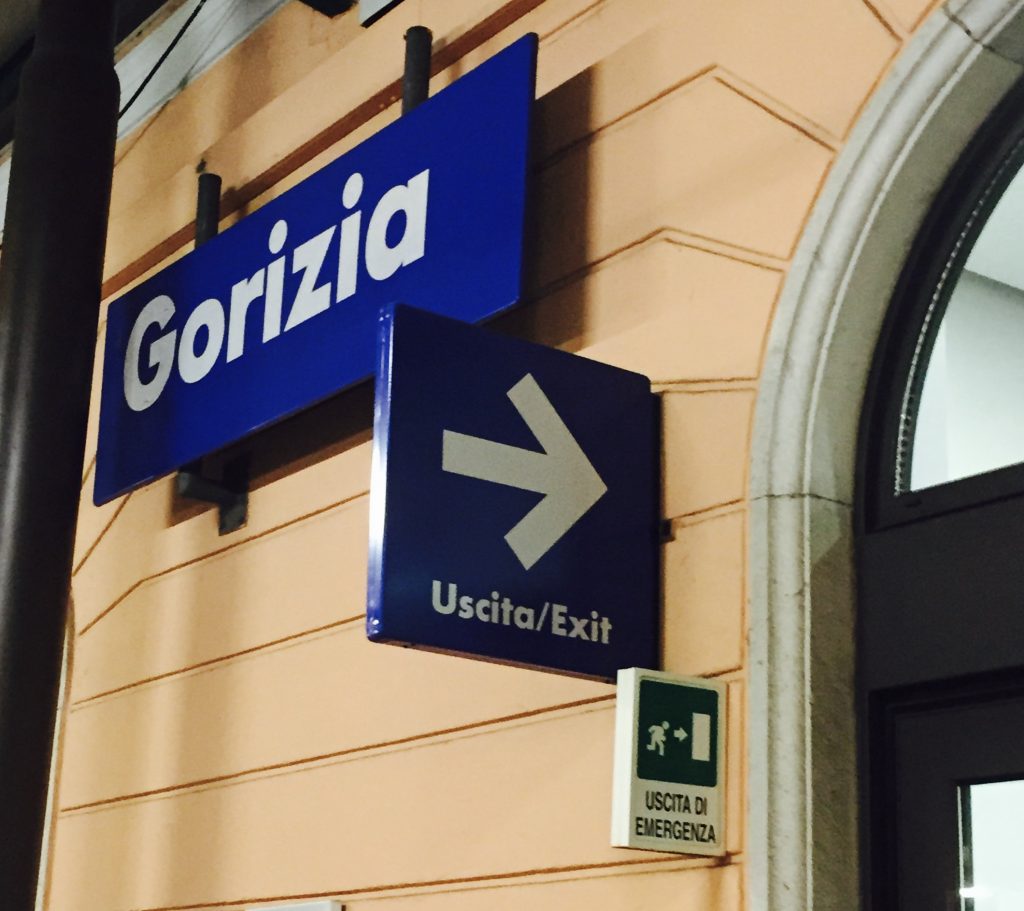 Gorizia
Uscita/Exit
USCITA DI
EMERGENZA